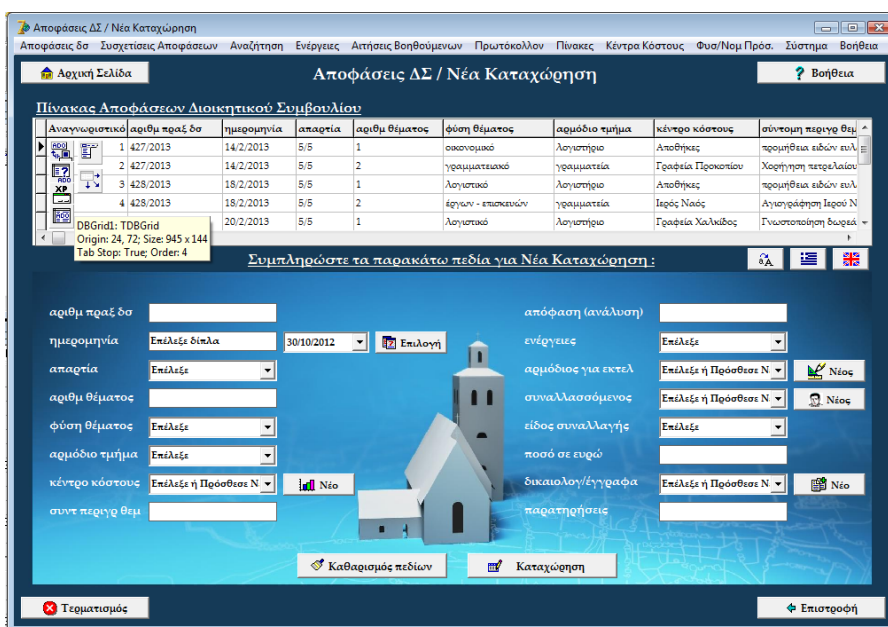 Αποφάσεις ΔΣ / Νέα Καταχώρηση
Αποφάσεις δσ Συσχετίσεις Αποφάσεων Αναζήτηση Ενέργειες Αιτήσεις Βοηθούμενων Πρωτόκολλον Πίνακες Κέντρα Κόστους Φυσ/Νομ Πρόσ. Σύστημα Βοήθεια
Αρχική Σελίδα Αποφάσεις ΔΣ / Νέα Καταχώρηση ? Βοήθεια
Πίνακας Αποφάσεων Διοικητικού Συμβουλίου
Αναγνωριστικό αριθμ πραξ δσ ημερομηνία απαρτία αριθμ θέματος φύση θέματος αρμόδιο τμήμα κέντρο κόστους σύντομη περιγρ θεμ
1 427/2013 14/2/2013 5/5 1 οικονομικό λογιστήριο Αποθήκες προμήθεια ειδών ευλ
2 427/2013 14/2/2013 5/5 2 γραμματειακό γραμματεία Γραφεία Προκοπίου Χορήγηση πετρελαίου
3 428/2013 18/2/2013 5/5 1 λογιστικό λογιστήριο Αποθήκες προμήθεια ειδών ευλ
4 428/2013 18/2/2013 5/5 2 έργων - επισκευών γραμματεία Ιερός Ναός Αγιογράφηση Ιερού Ν
20/2/2013 5/5 1 λογιστικό λογιστήριο Γραφεία Χαλκίδος Γνωστοποίηση δωρεά
DBGrid1: TDBGrid
Origin: 24, 72; Size: 945 x 144
Tab Stop: True; Order: 4
Συμπληρώστε τα παρακάτω πεδία για Νέα Καταχώρηση :
αριθμ πραξ δσ απόφαση (ανάλυση)
ημερομηνία Επέλεξε δίπλα 30/10/2012 Επιλογή ενέργειες Επέλεξε
απαρτία Επέλεξε αρμόδιος για εκτελ Επέλεξε ή Πρόσθεσε Ν Νέος
αριθμ θέματος συναλλασσόμενος Επέλεξε ή Πρόσθεσε Ν Νέος
φύση θέματος Επέλεξε είδος συναλλαγής Επέλεξε
αρμόδιο τμήμα Επέλεξε ποσό σε ευρώ
κέντρο κόστους Επέλεξε ή Πρόσθεσε Ν Νέο δικαιολογ/έγγραφα Επέλεξε ή Πρόσθεσε Ν Νέο
συντ περιγρ θεμ παρατηρήσεις
Καθαρισμός πεδίων Καταχώρηση
Τερματισμός Επιστροφή